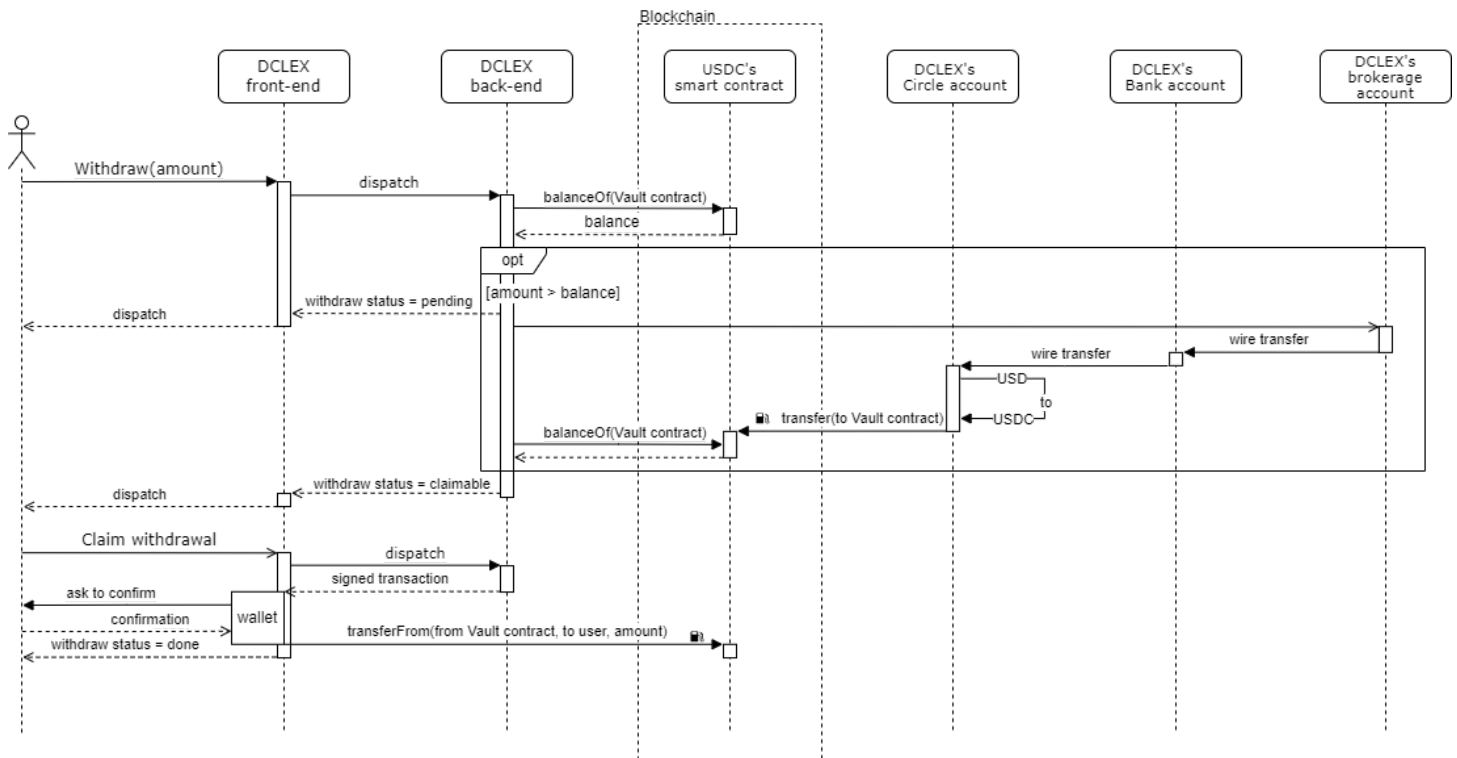 Blockchain
DCLEX
front-end
DCLEX
back-end
USDC's
smart contract
DCLEX's
Circle account
DCLEX's
Bank account
DCLEX's
brokerage
account
Withdraw(amount)
dispatch
balanceOf(Vault contract)
balance
opt
[amount > balance]
withdraw status = pending
dispatch
wire transfer
wire transfer
USD
to
USDC
transfer(to Vault contract)
balanceOf(Vault contract)
withdraw status = claimable
dispatch
Claim withdrawal
dispatch
signed transaction
ask to confirm
wallet
confirmation
transferFrom(from Vault contract, to user, amount)
withdraw status = done